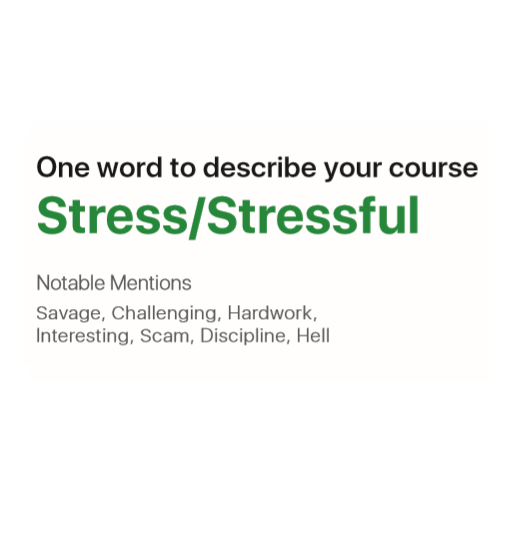 One word to describe your course
Stress/Stressful
Notable Mentions
Savage, Challenging, Hardwork,
Interesting, Scam, Discipline, Hell